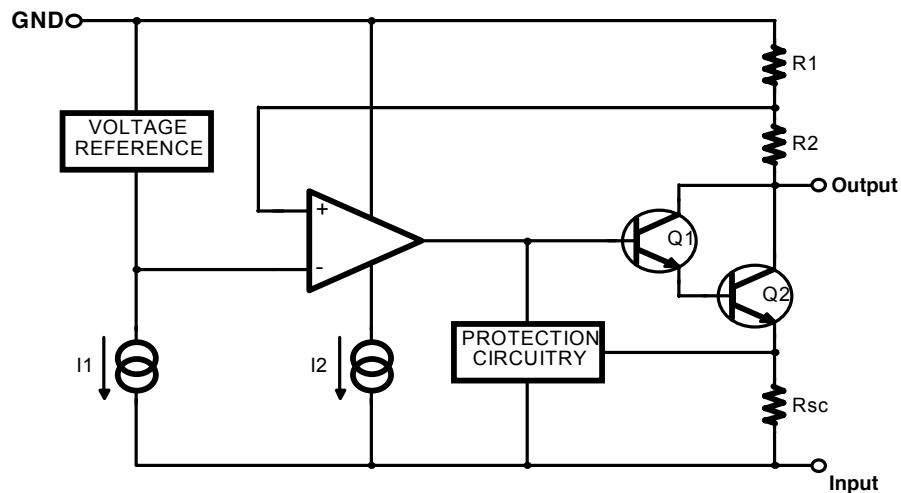 GND
R1
VOLTAGE
REFERENCE
R2
Output
+
Q1
-
Q2
I1
I2
PROTECTION
CIRCUITRY
Rsc
Input